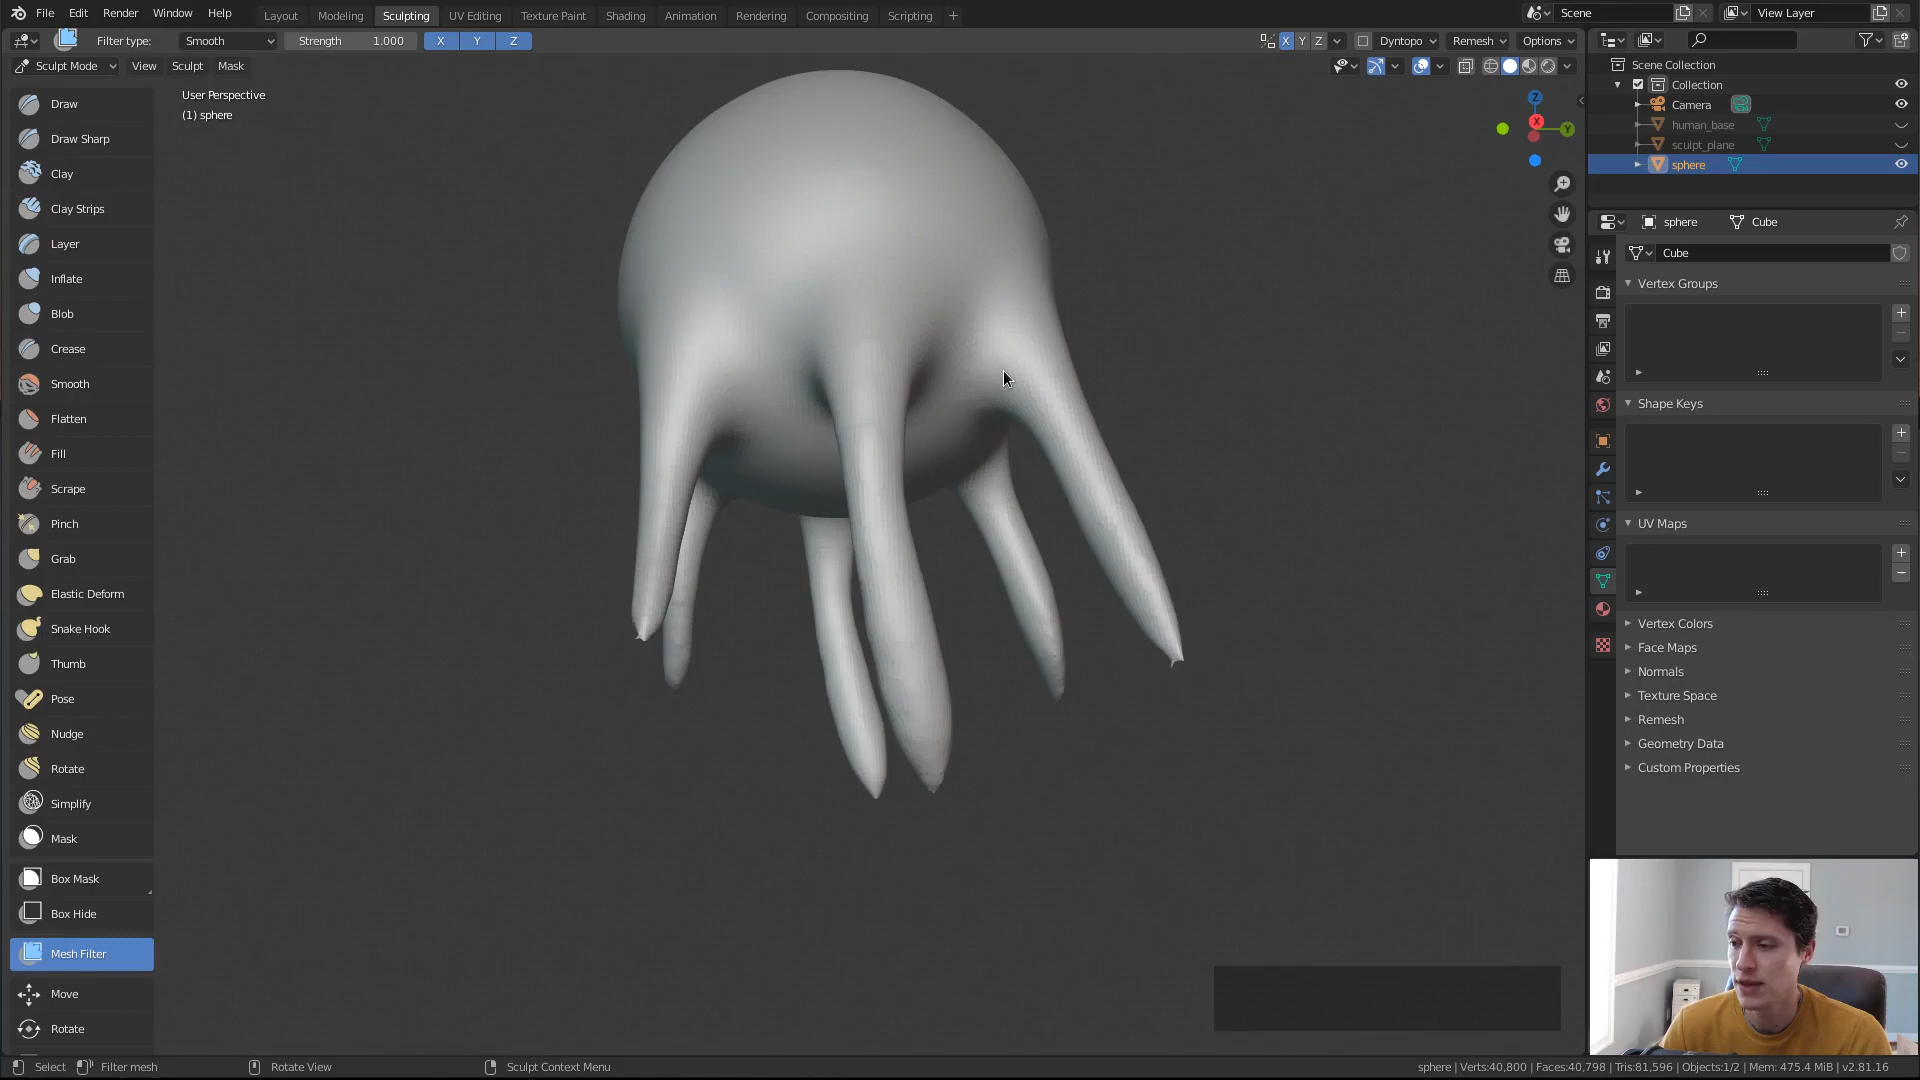 File Edit Render Window Help Layout Modeling Sculpting UV Editing Texture Paint Shading Animation Rendering Compositing Scripting + Scene View Layer
Filter type: Smooth Strength 1.000 X Y Z X Y Z Dyntopo Remesh Options
Sculpt Mode View Sculpt Mask
User Perspective
(1) sphere
Draw
Draw Sharp
Clay
Clay Strips
Layer
Inflate
Blob
Crease
Smooth
Flatten
Fill
Scrape
Pinch
Grab
Elastic Deform
Snake Hook
Thumb
Pose
Nudge
Rotate
Simplify
Mask
Box Mask
Box Hide
Mesh Filter
Move
Rotate
Z
X
Y
Scene Collection
Collection
Camera
human_base
sculpt_plane
sphere
sphere Cube
Cube
Vertex Groups
Shape Keys
UV Maps
Vertex Colors
Face Maps
Normals
Texture Space
Remesh
Geometry Data
Custom Properties
Select Filter mesh Rotate View Sculpt Context Menu sphere | Verts:40,800 | Faces:40,798 | Tris:81,596 | Objects:1/2 | Mem: 475.4 MiB | v2.81.16